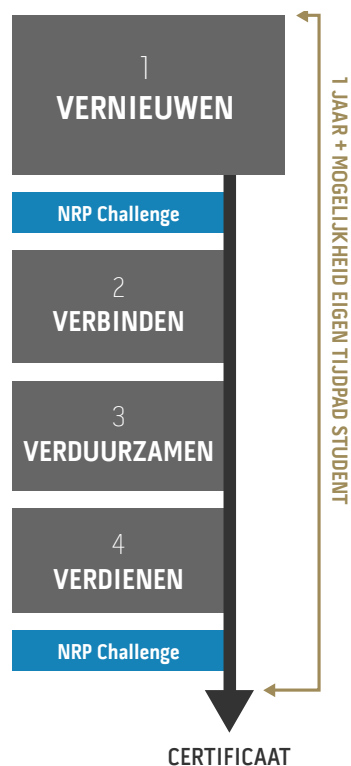 1
VERNIEUWEN
NRP Challenge
2
VERBINDEN
3
VERDUURZAMEN
4
VERDIENEN
NRP Challenge
CERTIFICAAT
1 JAAR + MOGELIJKHEID EIGEN TIJDPAD STUDENT